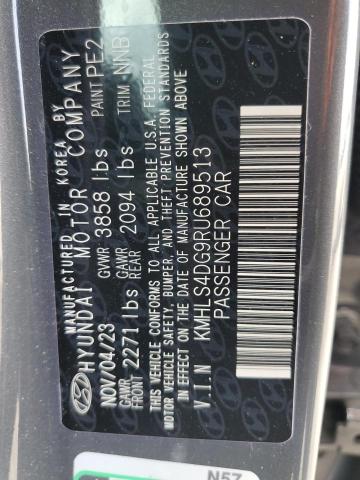 MANUFACTURED IN KOREA BY
HYUNDAI MOTOR COMPANY
NOV/04/23 GVWR 3858 lbs PAINT PE2
GAWR FRONT 2271 lbs GAWR REAR 2094 lbs TRIM NNB
THIS VEHICLE CONFORMS TO ALL APPLICABLE U.S.A. FEDERAL
MOTOR VEHICLE SAFETY, BUMPER, AND THEFT PREVENTION STANDARDS
IN EFFECT ON THE DATE OF MANUFACTURE SHOWN ABOVE
V.I.N KMHLS4DG9RU689513
PASSENGER CAR
N57